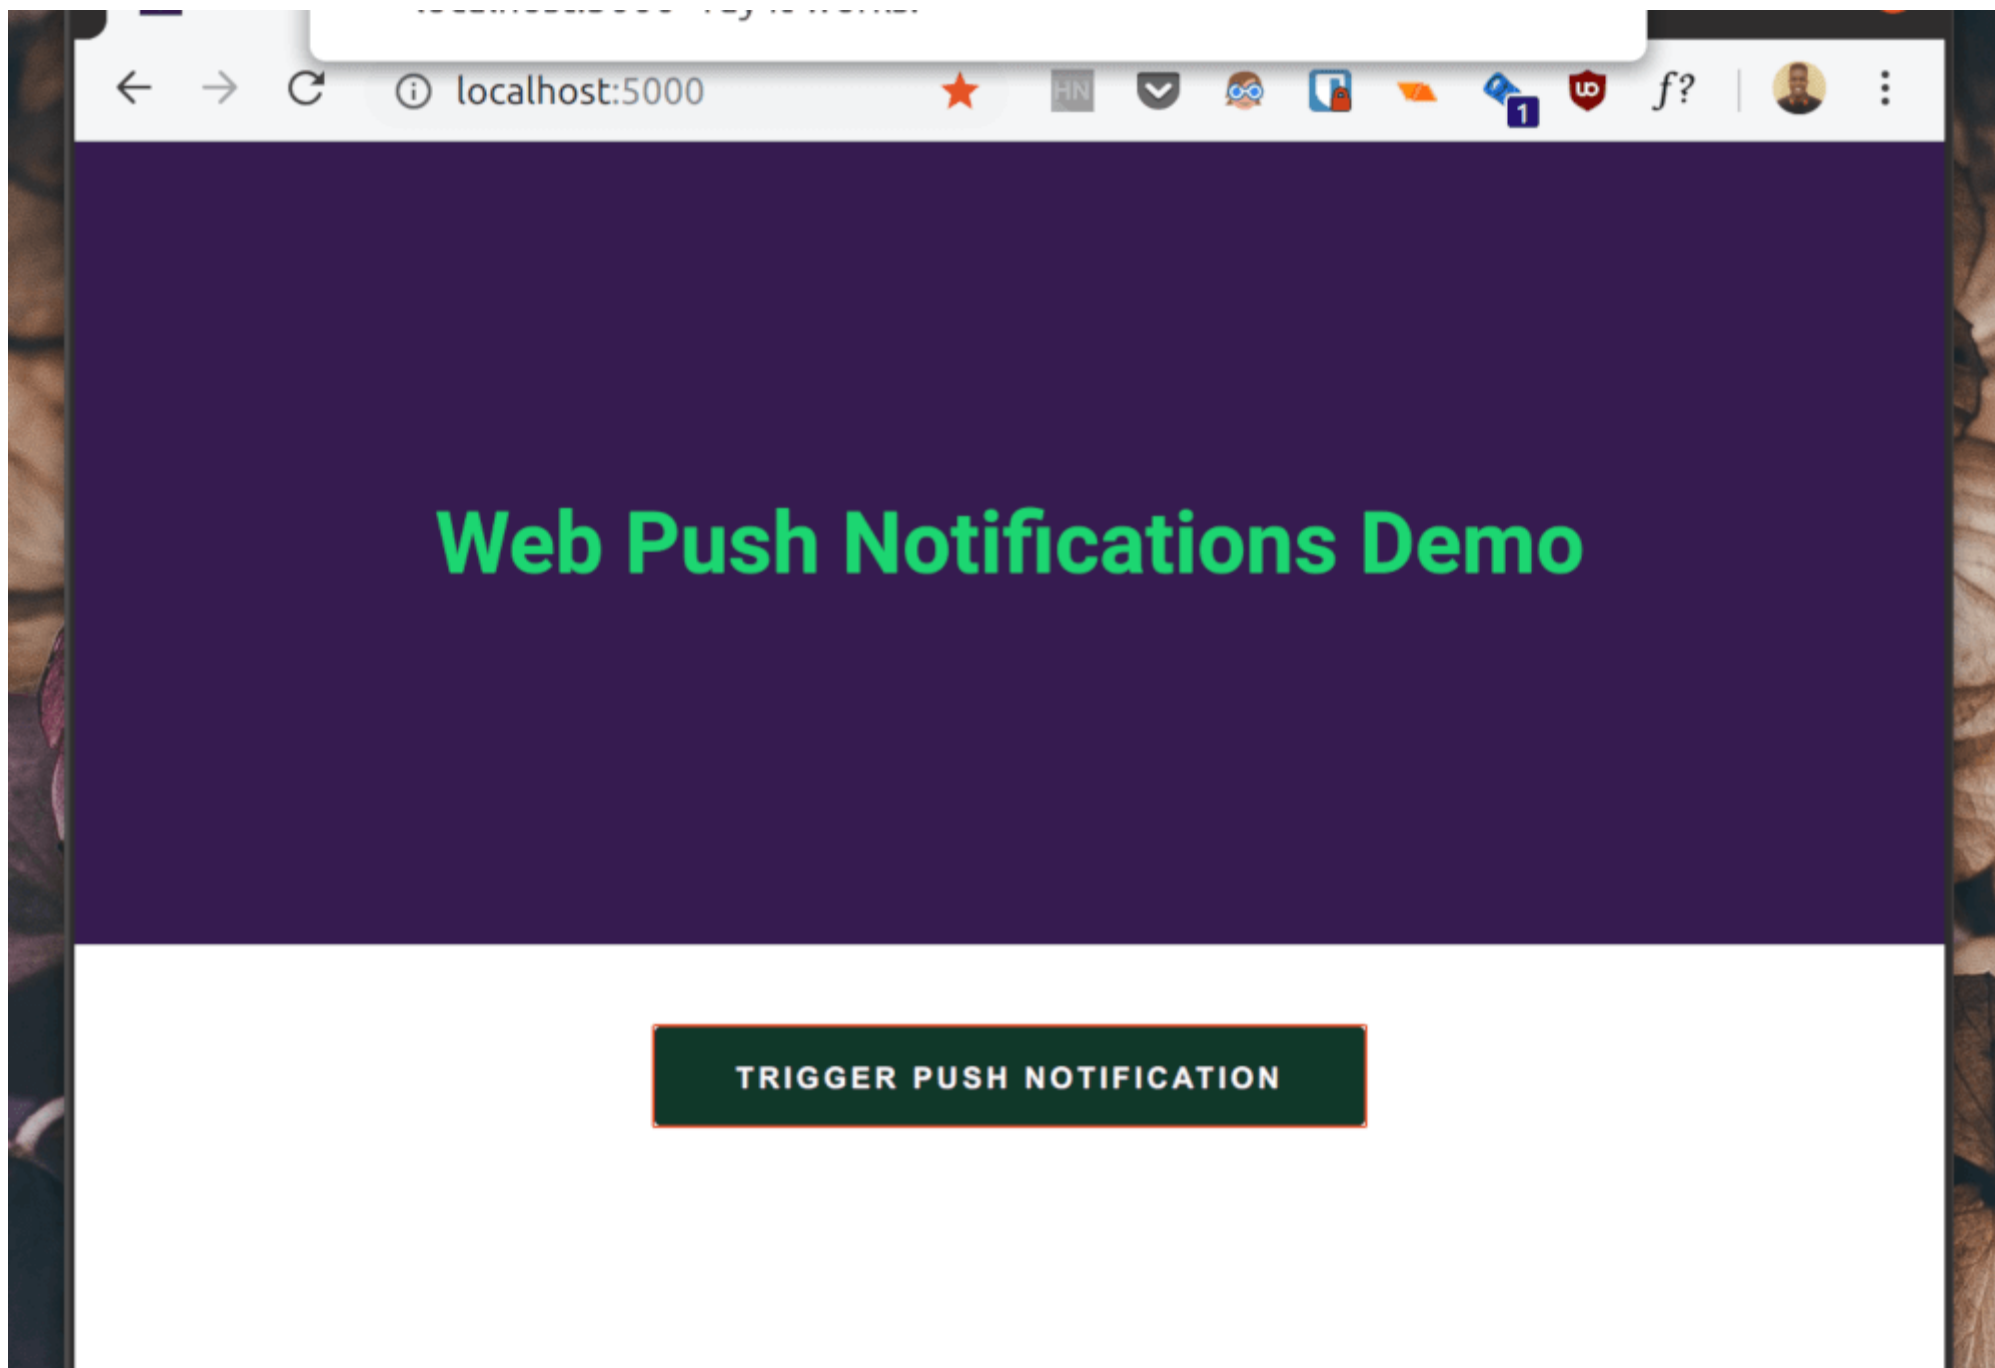 localhost:5000
HN
1
f?
Web Push Notifications Demo
TRIGGER PUSH NOTIFICATION